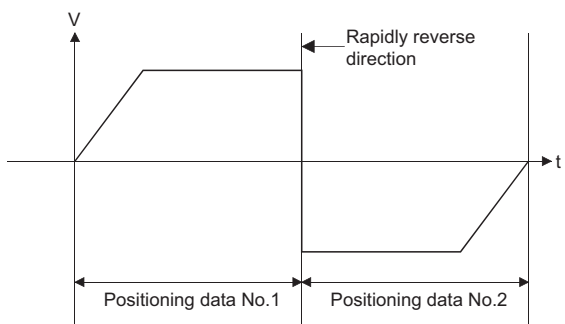 V
Rapidly reverse
direction
t
Positioning data No.1
Positioning data No.2